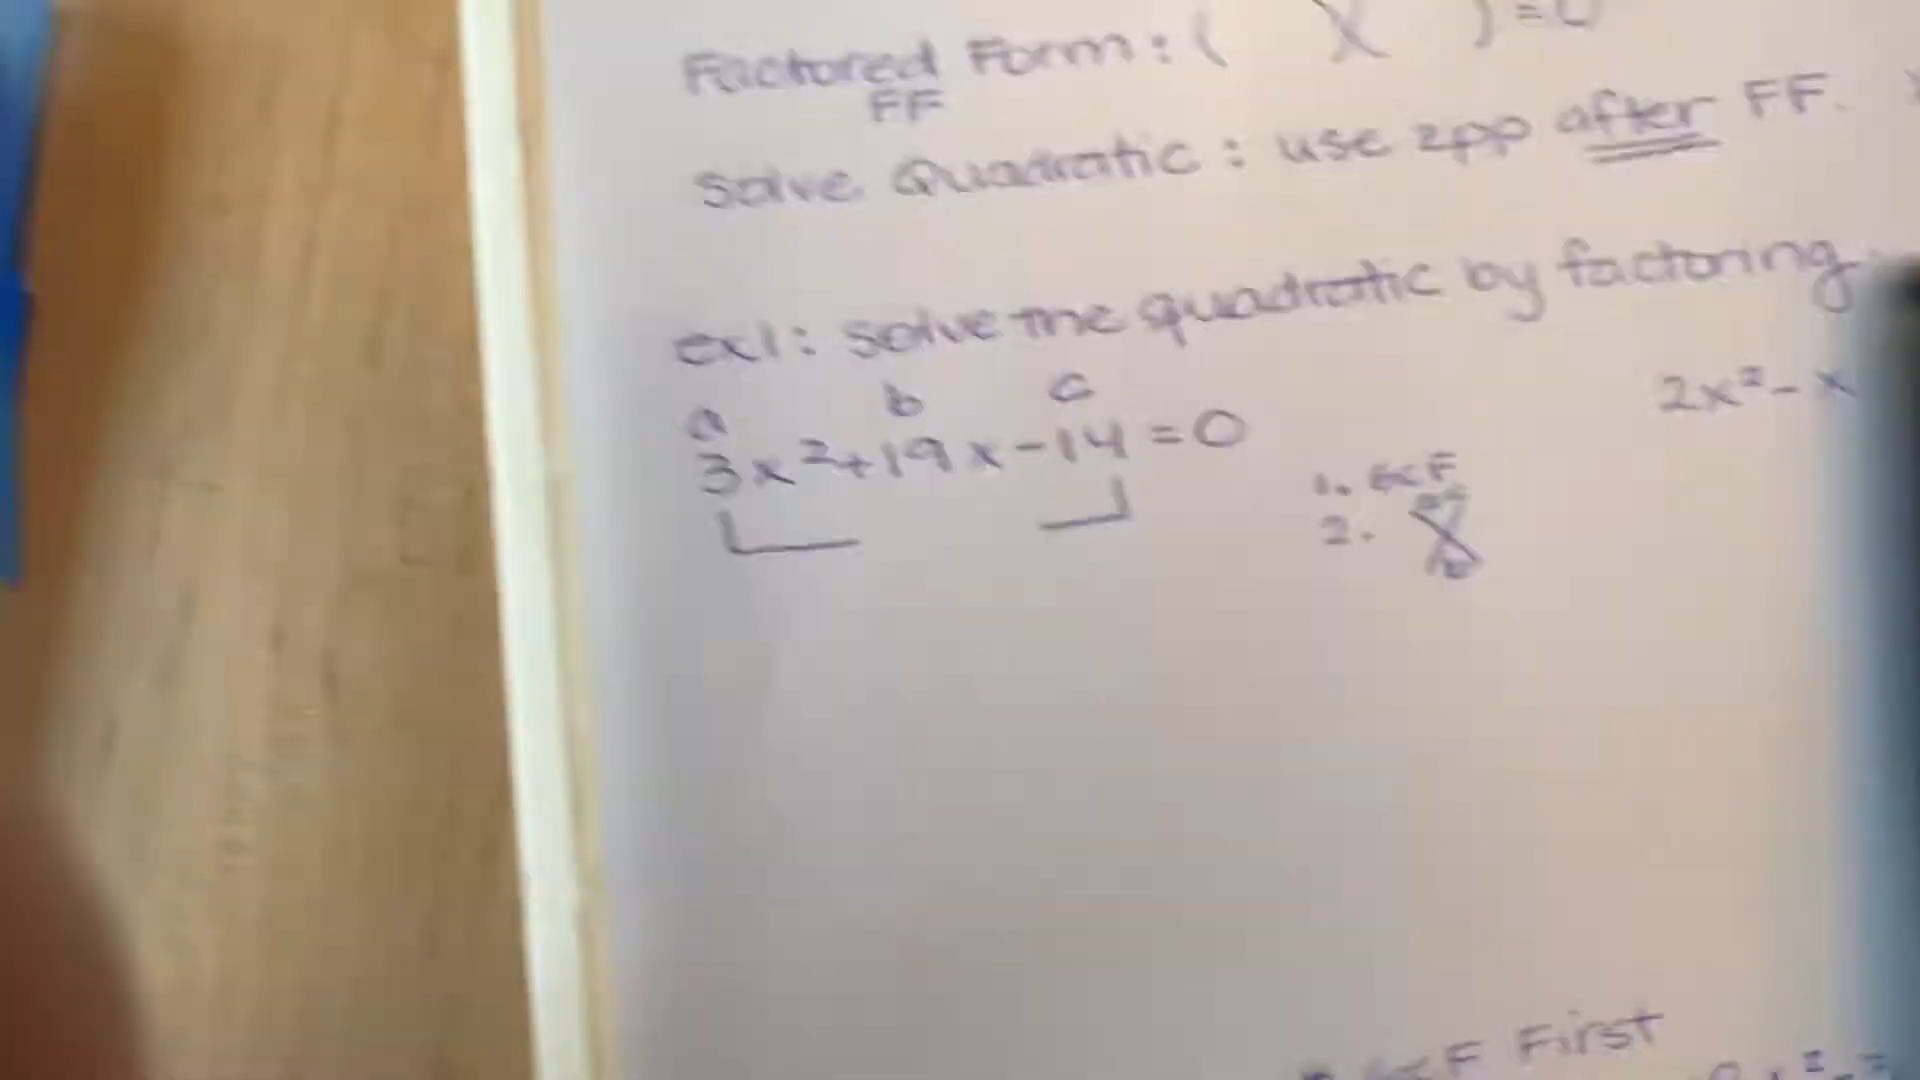 Factored Form: ( X ) = 0
FF
Solve Quadratic: use zpp after FF.
ex1: solve the quadratic by factoring
a b c
3x²+19x-14=0
2x²-x
1. GCF
2. X
ac
b
GCF First